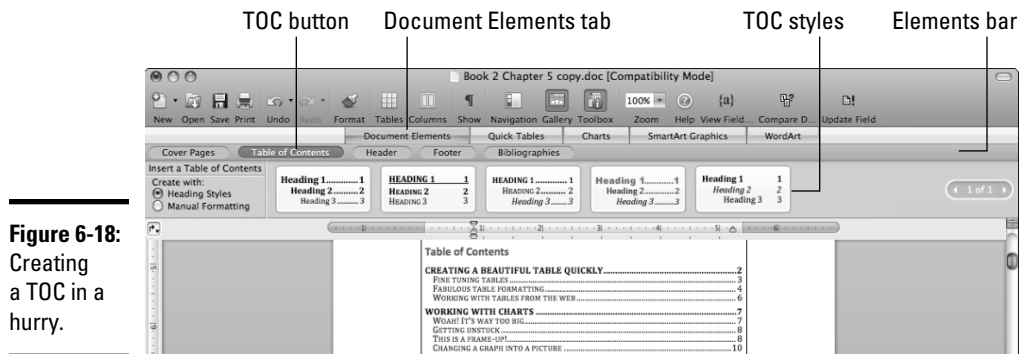 TOC button Document Elements tab TOC styles Elements bar
Book 2 Chapter 5 copy.doc [Compatibility Mode]
100% {a}
New Open Save Print Undo Redo Format Tables Columns Show Navigation Gallery Toolbox Zoom Help View Field... Compare D... Update Field
Document Elements Quick Tables Charts SmartArt Graphics WordArt
Cover Pages Table of Contents Header Footer Bibliographies
Insert a Table of Contents
Create with:
Heading Styles
Manual Formatting
Heading 1............1
Heading 2..........2
Heading 3.........3
HEADING 1 1
HEADING 2 2
HEADING 3 3
HEADING 1............1
HEADING 2.......... 2
Heading 3.......3
Heading 1..........1
Heading 2..........2
Heading 3.......3
Heading 1 1
Heading 2 2
Heading 3 3
1 of 1
1 1 2 3 4 5 6
Figure 6-18:
Creating
a TOC in a
hurry.
Table of Contents
CREATING A BEAUTIFUL TABLE QUICKLY..........2
FINE TUNING TABLES..........3
FABULOUS TABLE FORMATTING..........4
WORKING WITH TABLES FROM THE WEB..........6
WORKING WITH CHARTS..........7
WOAH! IT'S WAY TOO BIG..........7
GETTING UNSTUCK..........8
THIS IS A FRAME-UP!..........8
CHANGING A GRAPH INTO A PICTURE..........10